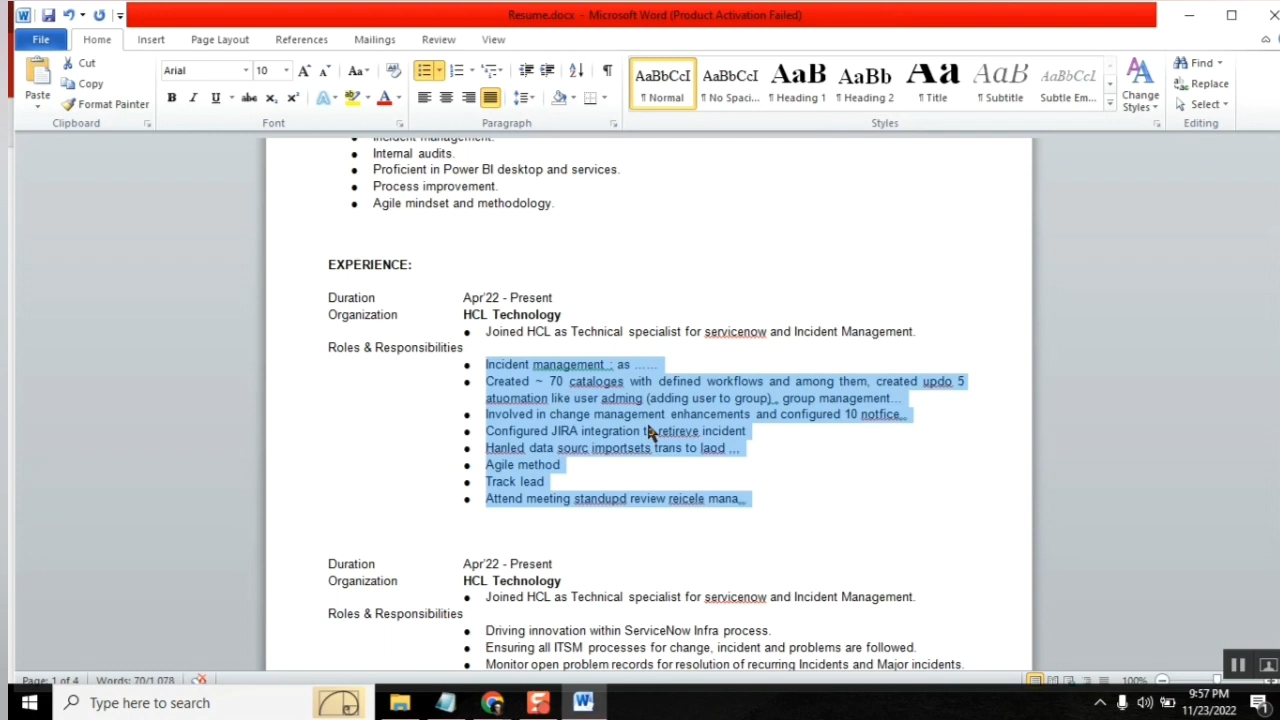 Resume.docx - Microsoft Word (Product Activation Failed)
File Home Insert Page Layout References Mailings Review View
Paste
Cut
Copy
Format Painter
Clipboard
Arial 10
Font
Paragraph
AaBbCcI AaBbCcI AaB AaBb Aa AaB AaBbCcI
¶ Normal ¶ No Spaci... ¶ Heading 1 ¶ Heading 2 ¶ Title ¶ Subtitle Subtle Em...
Styles
Change
Styles
Find
Replace
Select
Editing
Incident management.
● Internal audits.
● Proficient in Power BI desktop and services.
● Process improvement.
● Agile mindset and methodology.
EXPERIENCE:
Duration Apr'22 - Present
Organization HCL Technology
● Joined HCL as Technical specialist for servicenow and Incident Management.
Roles & Responsibilities
● Incident management : as ……
● Created ~ 70 cataloges with defined workflows and among them, created updo 5
atuomation like user adming (adding user to group),, group management…
● Involved in change management enhancements and configured 10 notfice,,
● Configured JIRA integration to retireve incident
● Hanled data sourc importsets trans to laod ,,,
● Agile method
● Track lead
● Attend meeting standupd review reicele mana,,
Duration Apr'22 - Present
Organization HCL Technology
● Joined HCL as Technical specialist for servicenow and Incident Management.
Roles & Responsibilities
● Driving innovation within ServiceNow Infra process.
● Ensuring all ITSM processes for change, incident and problems are followed.
● Monitor open problem records for resolution of recurring Incidents and Major incidents.
Page: 1 of 4 Words: 70/1,078 100%
Type here to search
9:57 PM
11/23/2022